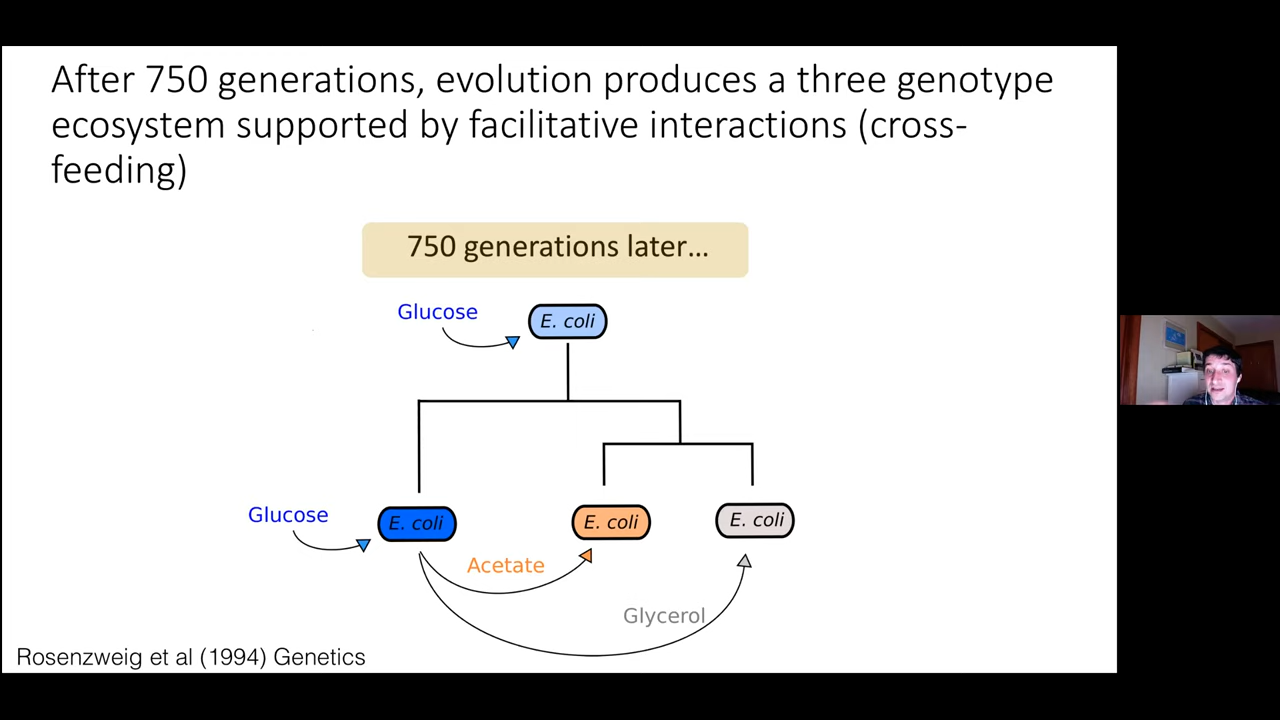 After 750 generations, evolution produces a three genotype
ecosystem supported by facilitative interactions (cross-
feeding)
750 generations later...
Glucose
E. coli
Glucose
E. coli
E. coli
E. coli
Acetate
Glycerol
Rosenzweig et al (1994) Genetics